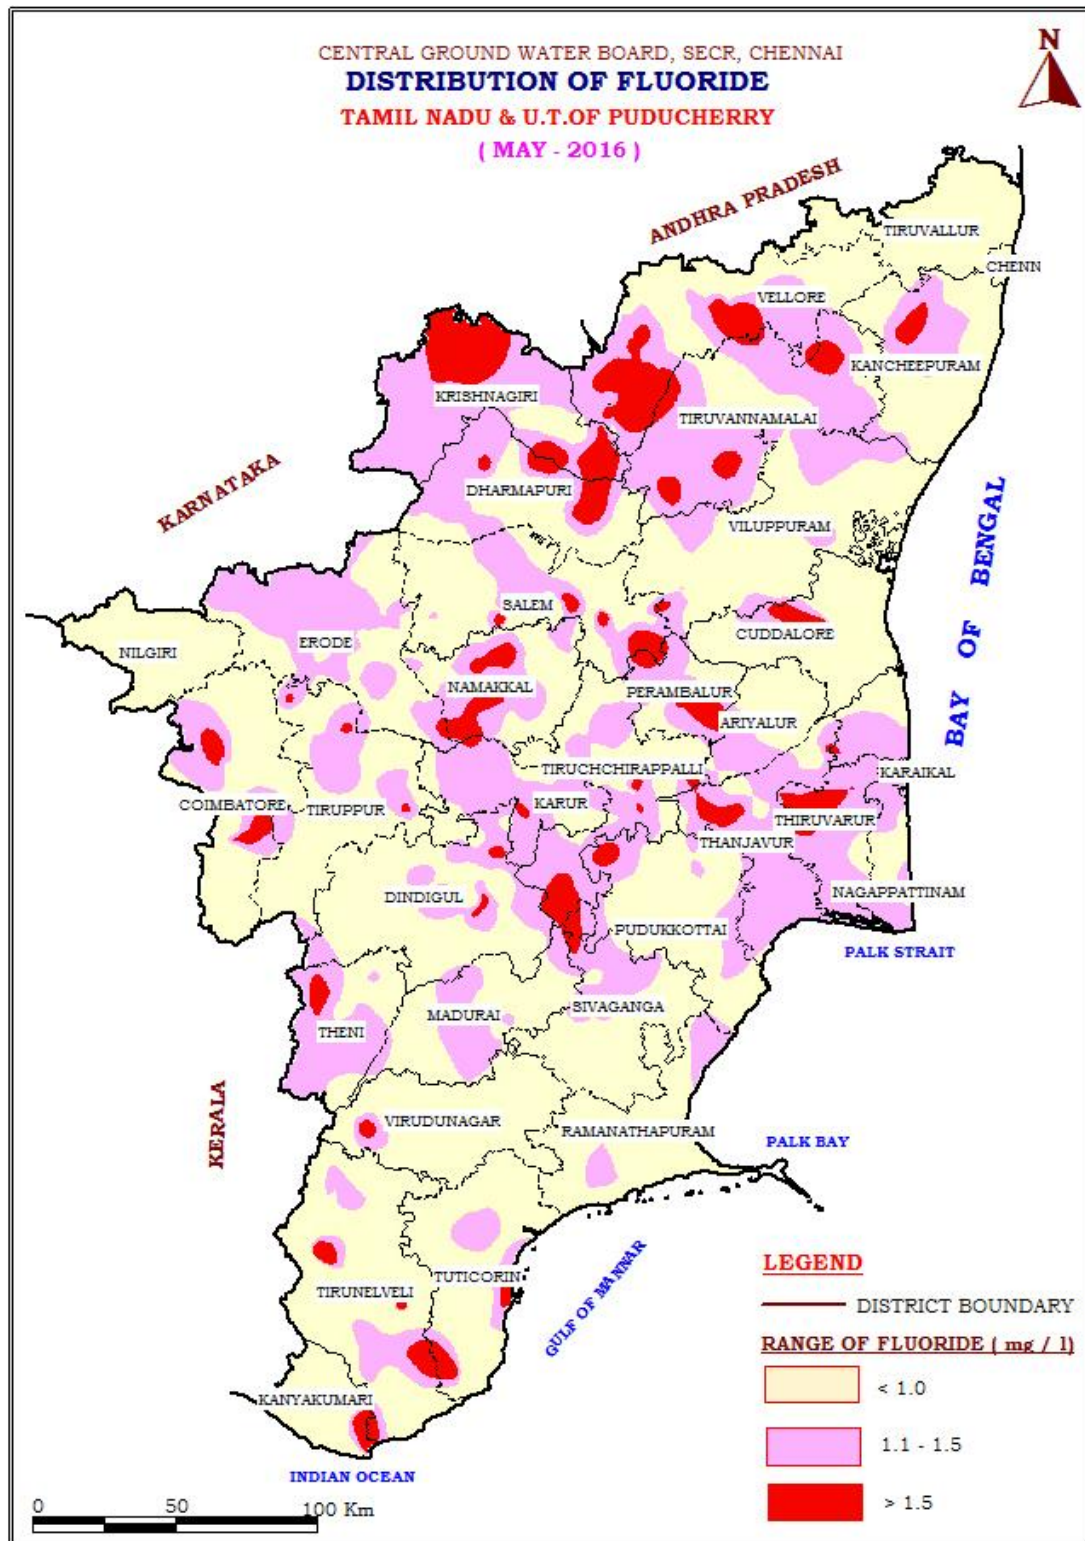 CENTRAL GROUND WATER BOARD, SECR, CHENNAI
N
DISTRIBUTION OF FLUORIDE
TAMIL NADU & U.T.OF PUDUCHERRY
( MAY - 2016 )
ANDHRA PRADESH
TIRUVALLUR
CHENN
VELLORE
KANCHEEPURAM
KRISHNAGIRI
TIRUVANNAMALAI
KARNATAKA
DHARMAPURI
VILUPPURAM
BAY OF BENGAL
SALEM
CUDDALORE
ERODE
NILGIRI
NAMAKKAL
PERAMBALUR
ARIYALUR
TIRUCHCHIRAPPALLI
KARAIKAL
COIMBATORE
TIRUPPUR
KARUR
THIRUVARUR
THANJAVUR
DINDIGUL
NAGAPPATTINAM
PUDUKKOTTAI
PALK STRAIT
SIVAGANGA
MADURAI
THENI
KERALA
VIRUDUNAGAR
RAMANATHAPURAM
PALK BAY
TUTICORIN
TIRUNELVELI
GULF OF MANNAR
KANYAKUMARI
INDIAN OCEAN
LEGEND
DISTRICT BOUNDARY
RANGE OF FLUORIDE ( mg / l)
< 1.0
1.1 - 1.5
> 1.5
0 50 100 Km